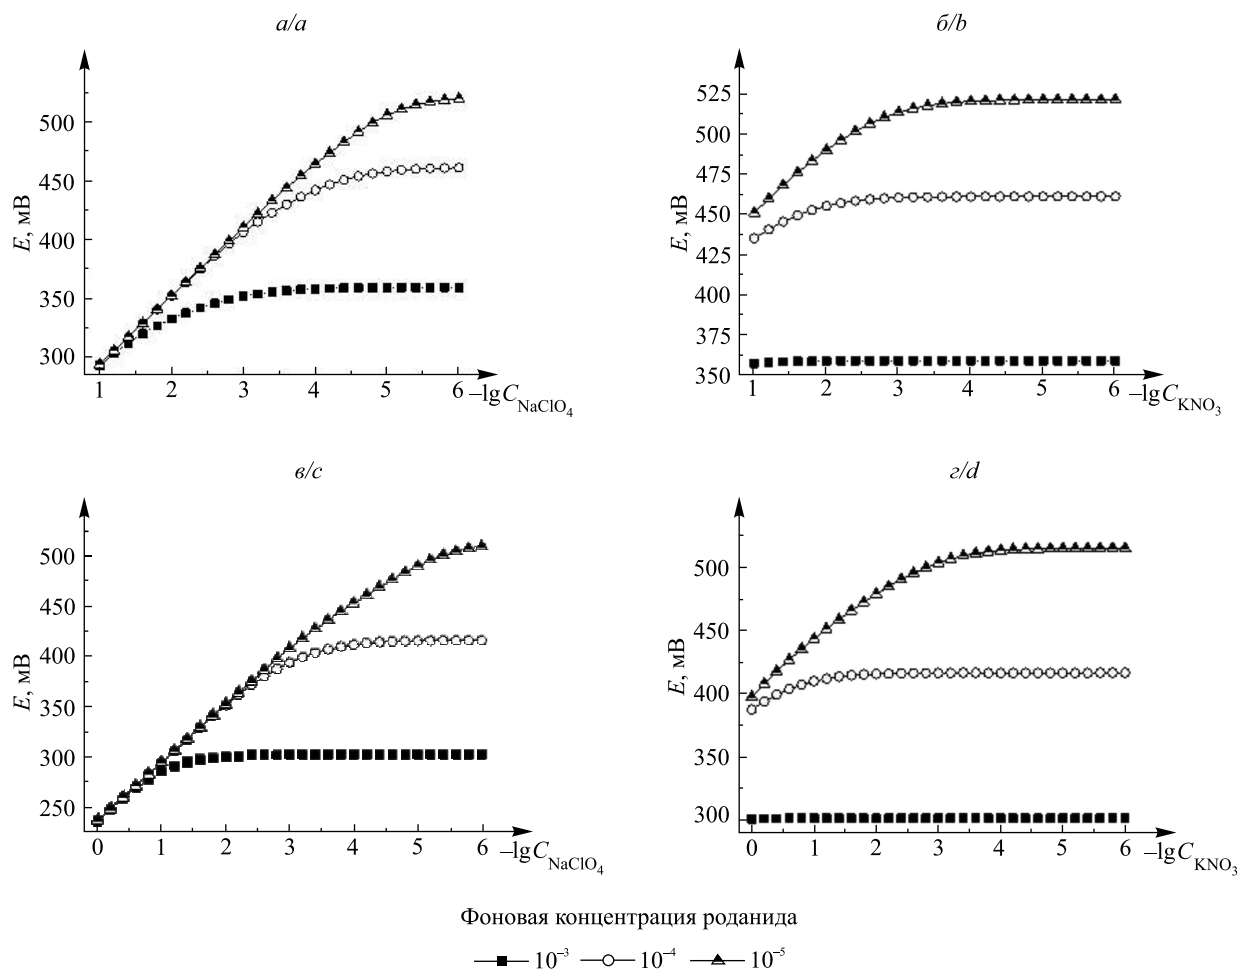 а/a
б/b
E, мВ
500
450
400
350
300
1 2 3 4 5 6
–lgC_NaClO₄
E, мВ
525
500
475
450
425
400
375
350
1 2 3 4 5 6
–lgC_KNO₃
в/c
г/d
E, мВ
500
450
400
350
300
250
0 1 2 3 4 5 6
–lgC_NaClO₄
E, мВ
500
450
400
350
300
0 1 2 3 4 5 6
–lgC_KNO₃
Фоновая концентрация роданида
10⁻³ 10⁻⁴ 10⁻⁵